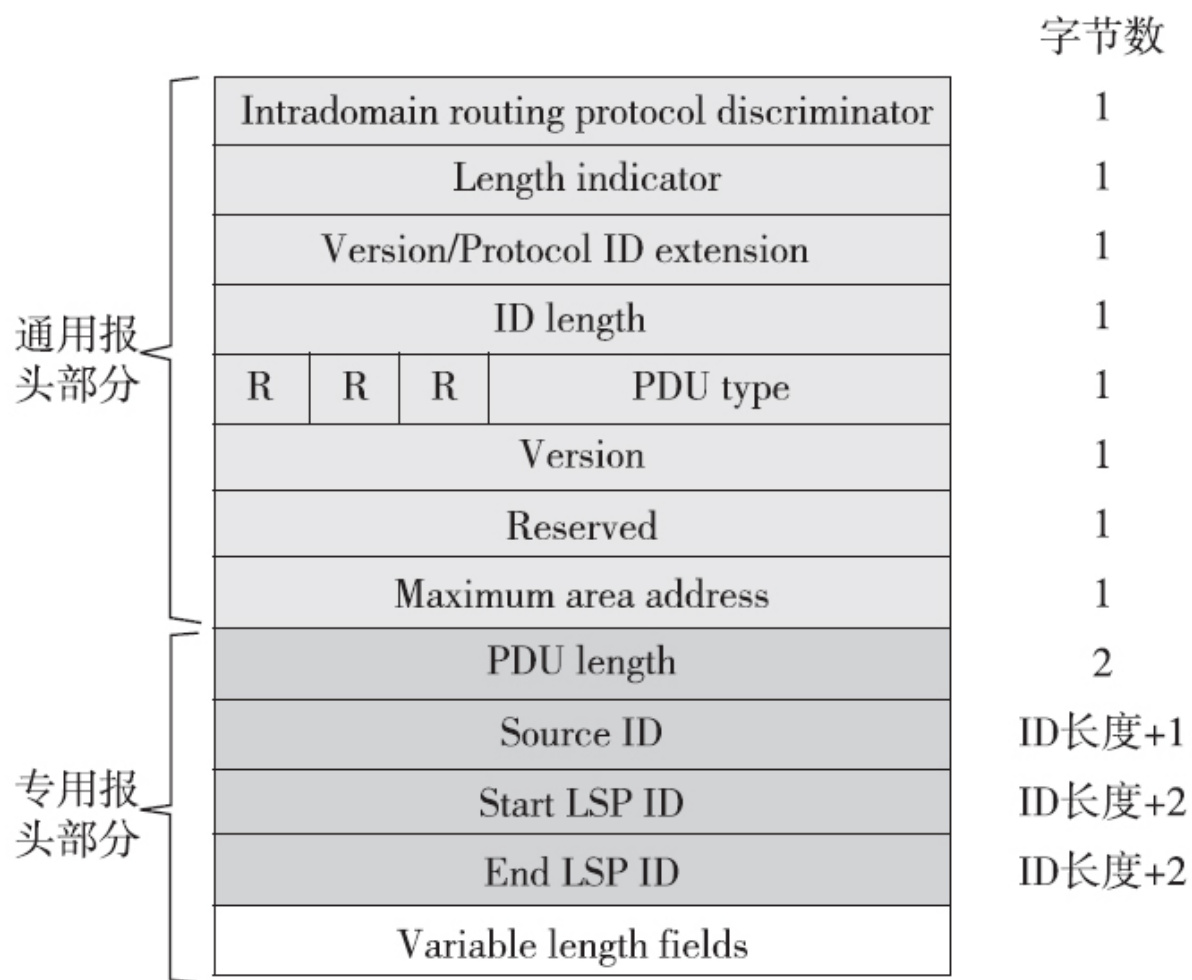 字节数
Intradomain routing protocol discriminator 1
Length indicator 1
Version/Protocol ID extension 1
ID length 1
通用报
头部分
R R R PDU type 1
Version 1
Reserved 1
Maximum area address 1
PDU length 2
Source ID ID长度+1
专用报
头部分
Start LSP ID ID长度+2
End LSP ID ID长度+2
Variable length fields